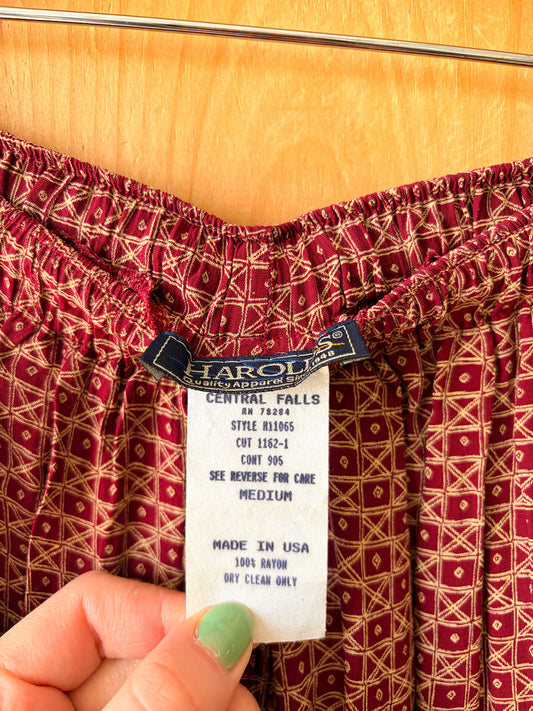 HAROLD'S®
Quality Apparel Since 1948
CENTRAL FALLS
RN 78284
STYLE H11065
CUT 1162-1
CONT 905
SEE REVERSE FOR CARE
MEDIUM
MADE IN USA
100% RAYON
DRY CLEAN ONLY